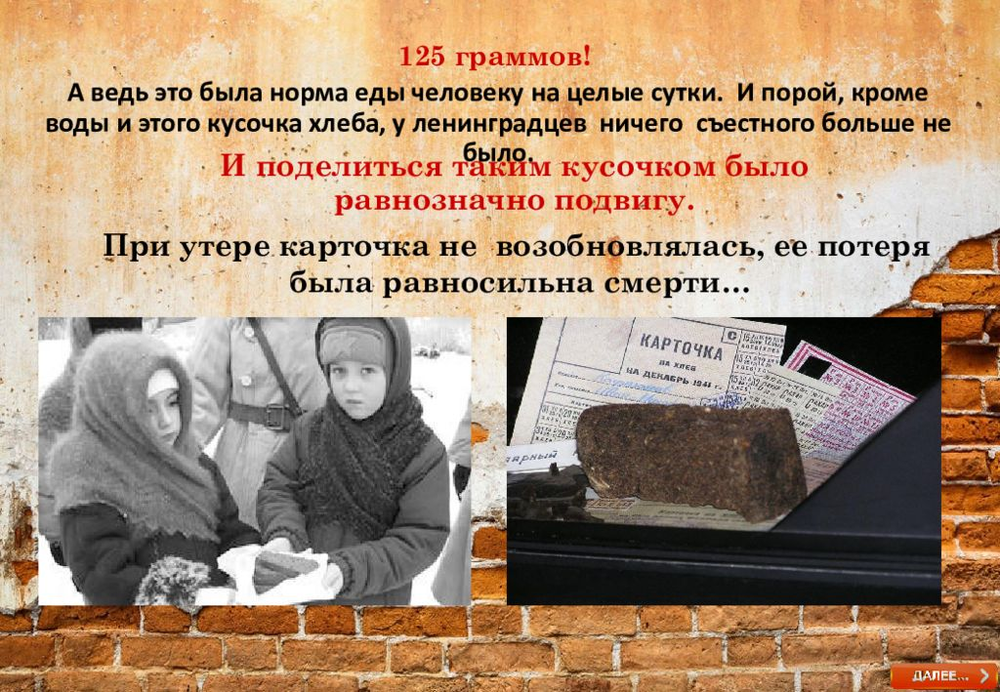 125 граммов!
А ведь это была норма еды человеку на целые сутки. И порой, кроме
воды и этого кусочка хлеба, у ленинградцев ничего съестного больше не
было.
И поделиться таким кусочком было
равнозначно подвигу.
При утере карточка не возобновлялась, ее потеря
была равносильна смерти...
С
КАРТОЧКА
НА ХЛЕБ
НА ДЕКАБРЬ 1941 г.
ДАЛЕЕ...